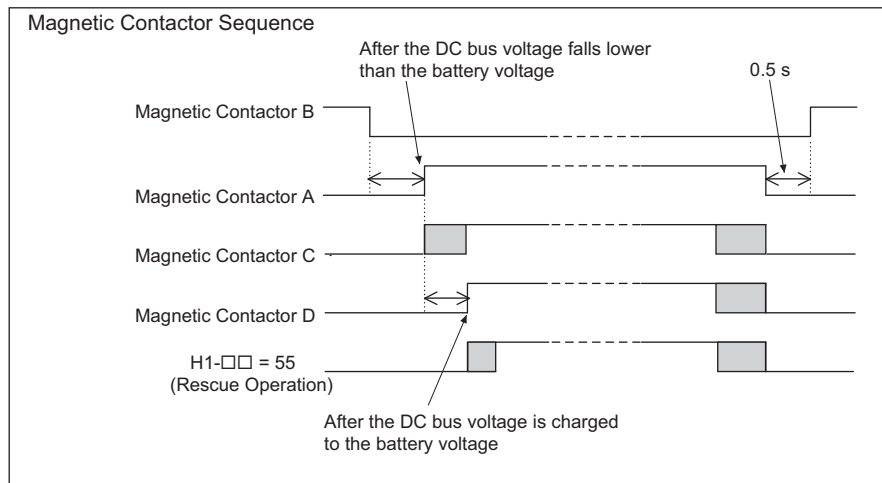 Magnetic Contactor Sequence
After the DC bus voltage falls lower
than the battery voltage
0.5 s
Magnetic Contactor B
Magnetic Contactor A
Magnetic Contactor C
Magnetic Contactor D
H1-□□ = 55
(Rescue Operation)
After the DC bus voltage is charged
to the battery voltage